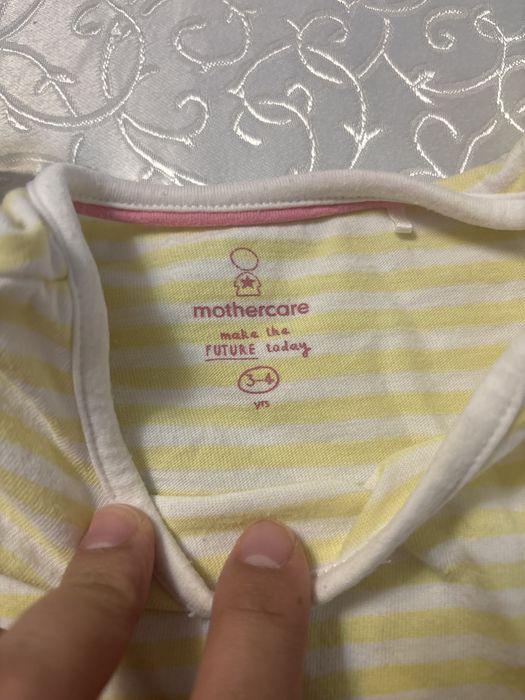 mothercare
make the
FUTURE today
3-4
yrs